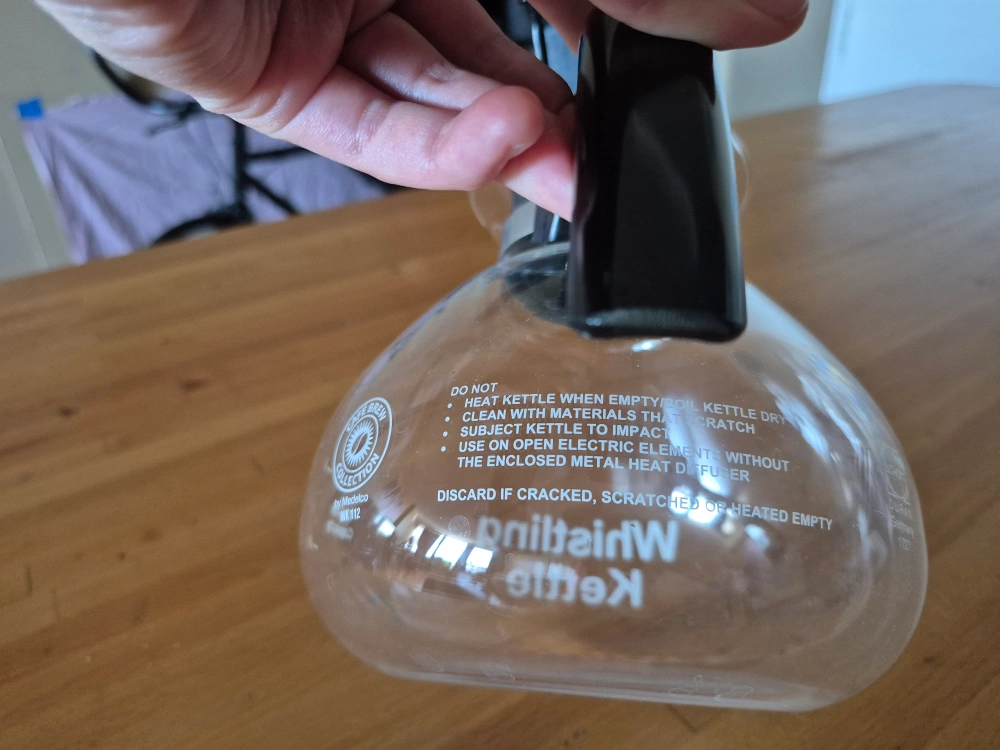 DO NOT
• HEAT KETTLE WHEN EMPTY/BOIL KETTLE DRY
• CLEAN WITH MATERIALS THAT SCRATCH
• SUBJECT KETTLE TO IMPACT
• USE ON OPEN ELECTRIC ELEMENTS WITHOUT
THE ENCLOSED METAL HEAT DIFFUSER
DISCARD IF CRACKED, SCRATCHED OR HEATED EMPTY
CAFÉ BREW
COLLECTION
by Medelco
Whistling
Kettle